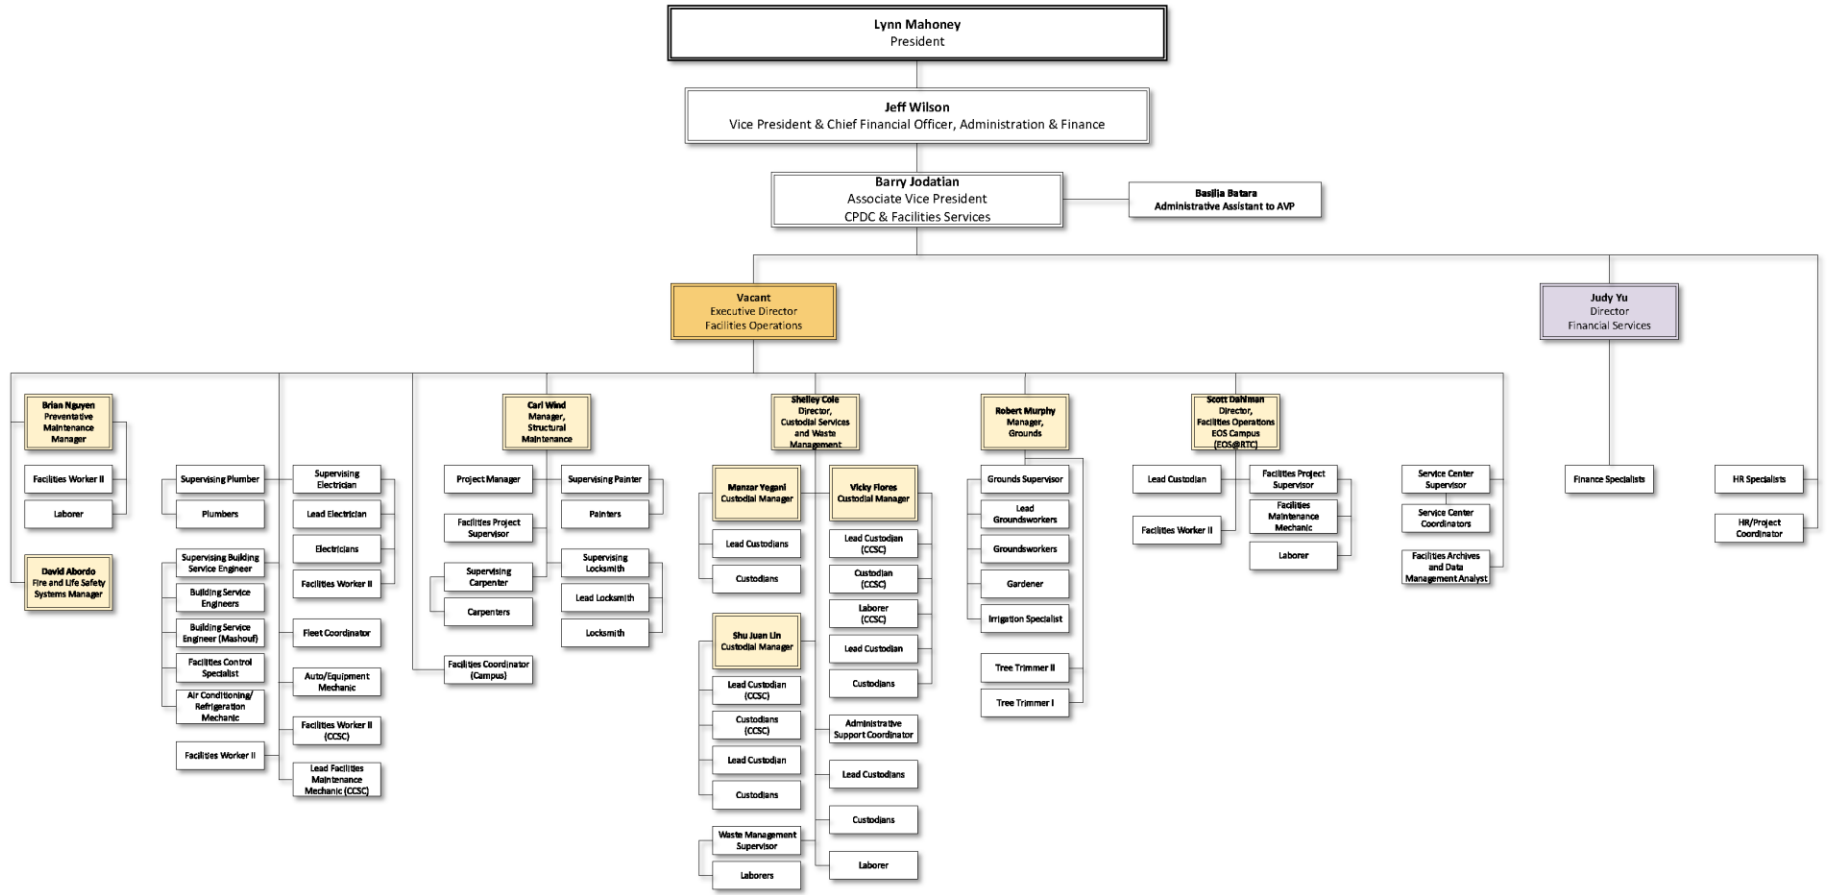 Lynn Mahoney
President
Jeff Wilson
Vice President & Chief Financial Officer, Administration & Finance
Barry Jodatian
Associate Vice President
CPDC & Facilities Services
Basilia Batara
Administrative Assistant to AVP
Vacant
Executive Director
Facilities Operations
Judy Yu
Director
Financial Services
Brian Nguyen
Preventative
Maintenance
Manager
Facilities Worker II
Laborer
David Abordo
Fire and Life Safety
Systems Manager
Supervising Plumber
Plumbers
Supervising Building
Service Engineer
Building Service
Engineers
Building Service
Engineer (Mashouf)
Facilities Control
Specialist
Air Conditioning/
Refrigeration
Mechanic
Facilities Worker II
Supervising
Electrician
Lead Electrician
Electricians
Facilities Worker II
Fleet Coordinator
Auto/Equipment
Mechanic
Facilities Worker II
(CCSC)
Lead Facilities
Maintenance
Mechanic (CCSC)
Carl Wind
Manager,
Structural
Maintenance
Project Manager
Facilities Project
Supervisor
Supervising
Carpenter
Carpenters
Facilities Coordinator
(Campus)
Supervising Painter
Painters
Supervising
Locksmith
Lead Locksmith
Locksmith
Shelley Cole
Director,
Custodial Services
and Waste
Management
Manzar Yegani
Custodial Manager
Lead Custodians
Custodians
Shu Juan Lin
Custodial Manager
Lead Custodian
(CCSC)
Custodians
(CCSC)
Lead Custodian
Custodians
Waste Management
Supervisor
Laborers
Vicky Flores
Custodial Manager
Lead Custodian
(CCSC)
Custodian
(CCSC)
Laborer
(CCSC)
Lead Custodian
Custodians
Administrative
Support Coordinator
Lead Custodians
Custodians
Laborer
Robert Murphy
Manager,
Grounds
Grounds Supervisor
Lead
Groundsworkers
Groundsworkers
Gardener
Irrigation Specialist
Tree Trimmer II
Tree Trimmer I
Scott Dahlman
Director,
Facilities Operations
EOS Campus
(EOS@RTC)
Lead Custodian
Facilities Worker II
Facilities Project
Supervisor
Facilities
Maintenance
Mechanic
Laborer
Service Center
Supervisor
Service Center
Coordinators
Facilities Archives
and Data
Management Analyst
Finance Specialists
HR Specialists
HR/Project
Coordinator